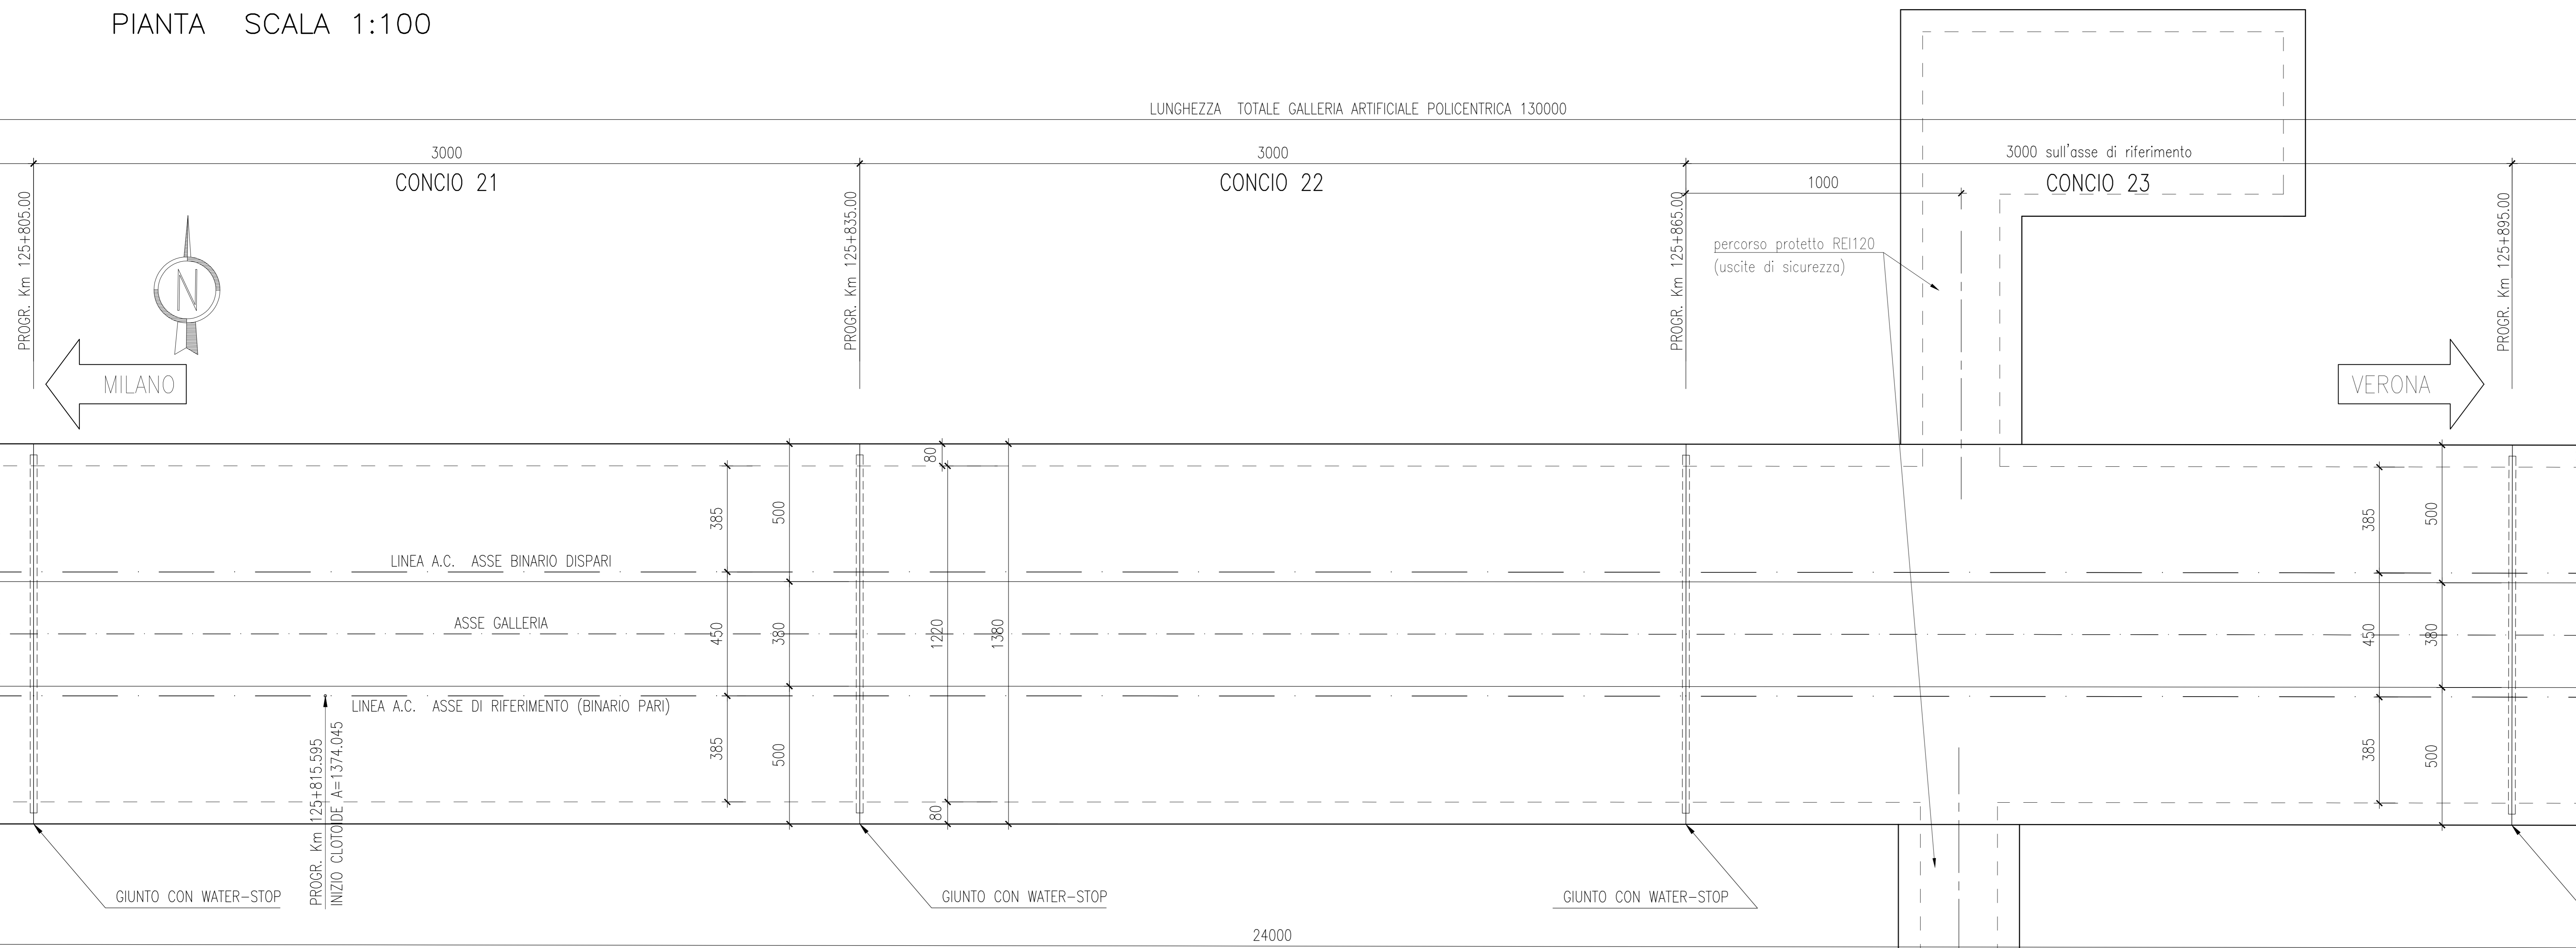 PIANTA   SCALA 1:100
LUNGHEZZA  TOTALE GALLERIA ARTIFICIALE POLICENTRICA 130000
3000
3000
3000 sull'asse di riferimento
CONCIO 21
CONCIO 22
CONCIO 23
1000
PROGR. Km 125+805.00
PROGR. Km 125+835.00
PROGR. Km 125+865.00
PROGR. Km 125+895.00
percorso protetto REI120
(uscite di sicurezza)
N
MILANO
VERONA
80
385
500
385
500
LINEA A.C.  ASSE BINARIO DISPARI
ASSE GALLERIA
450
380
1220
1380
450
380
LINEA A.C.  ASSE DI RIFERIMENTO (BINARIO PARI)
385
500
80
385
500
PROGR. Km 125+815.595
INIZIO CLOTOIDE A=1374.045
GIUNTO CON WATER-STOP
GIUNTO CON WATER-STOP
GIUNTO CON WATER-STOP
24000